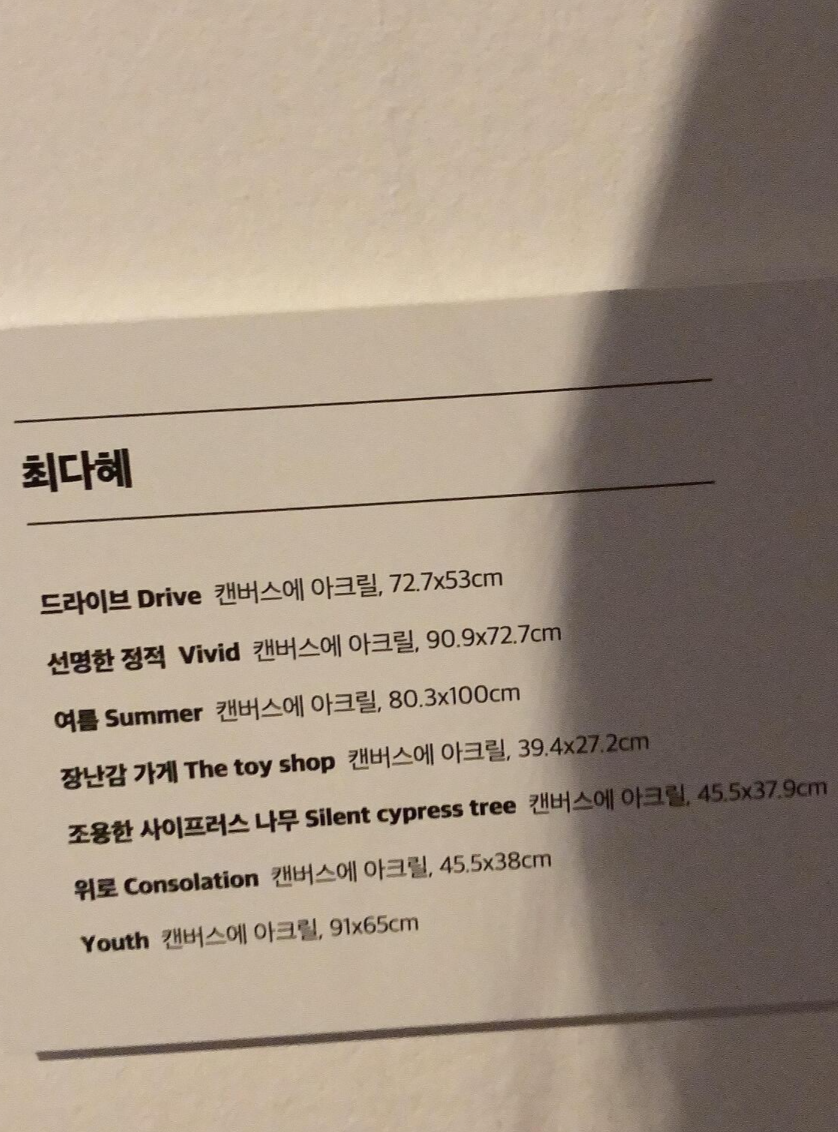 최다혜
드라이브 Drive 캔버스에 아크릴, 72.7x53cm
선명한 정적 Vivid 캔버스에 아크릴, 90.9x72.7cm
여름 Summer 캔버스에 아크릴, 80.3x100cm
장난감 가게 The toy shop 캔버스에 아크릴, 39.4x27.2cm
조용한 사이프러스 나무 Silent cypress tree 캔버스에 아크릴, 45.5x37.9cm
위로 Consolation 캔버스에 아크릴, 45.5x38cm
Youth 캔버스에 아크릴, 91x65cm